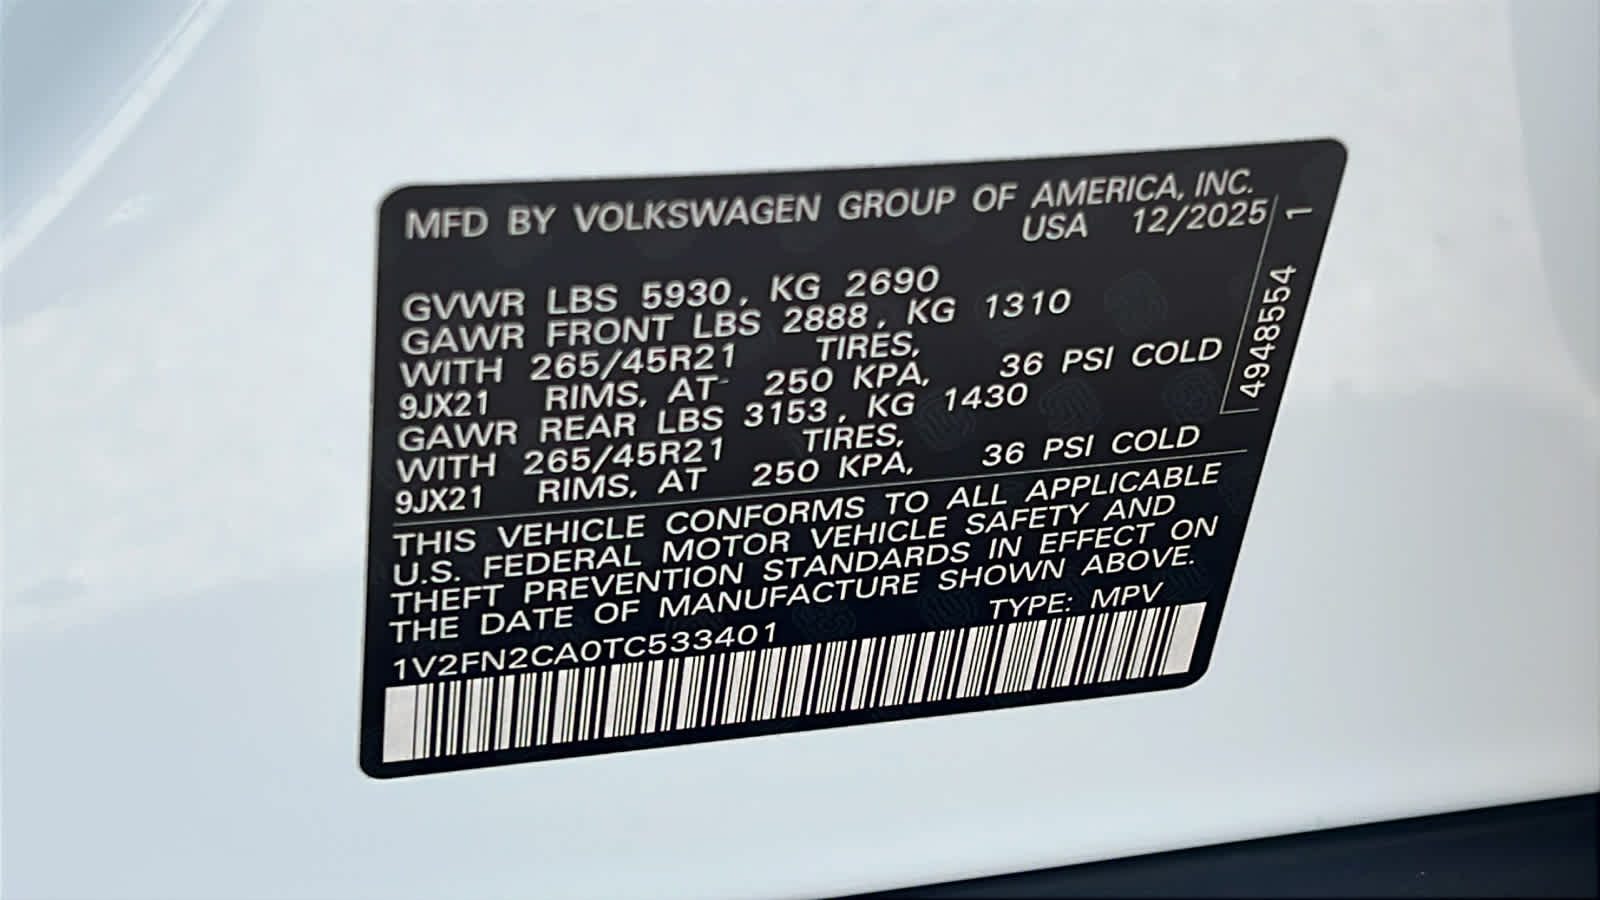 MFD BY VOLKSWAGEN GROUP OF AMERICA, INC.
USA 12/2025
GVWR LBS 5930, KG 2690
GAWR FRONT LBS 2888, KG 1310
WITH 265/45R21 TIRES,
9JX21 RIMS, AT 250 KPA, 36 PSI COLD
GAWR REAR LBS 3153, KG 1430
WITH 265/45R21 TIRES,
9JX21 RIMS, AT 250 KPA, 36 PSI COLD
THIS VEHICLE CONFORMS TO ALL APPLICABLE
U.S. FEDERAL MOTOR VEHICLE SAFETY AND
THEFT PREVENTION STANDARDS IN EFFECT ON
THE DATE OF MANUFACTURE SHOWN ABOVE.
1V2FN2CA0TC533401 TYPE: MPV
4948554 1